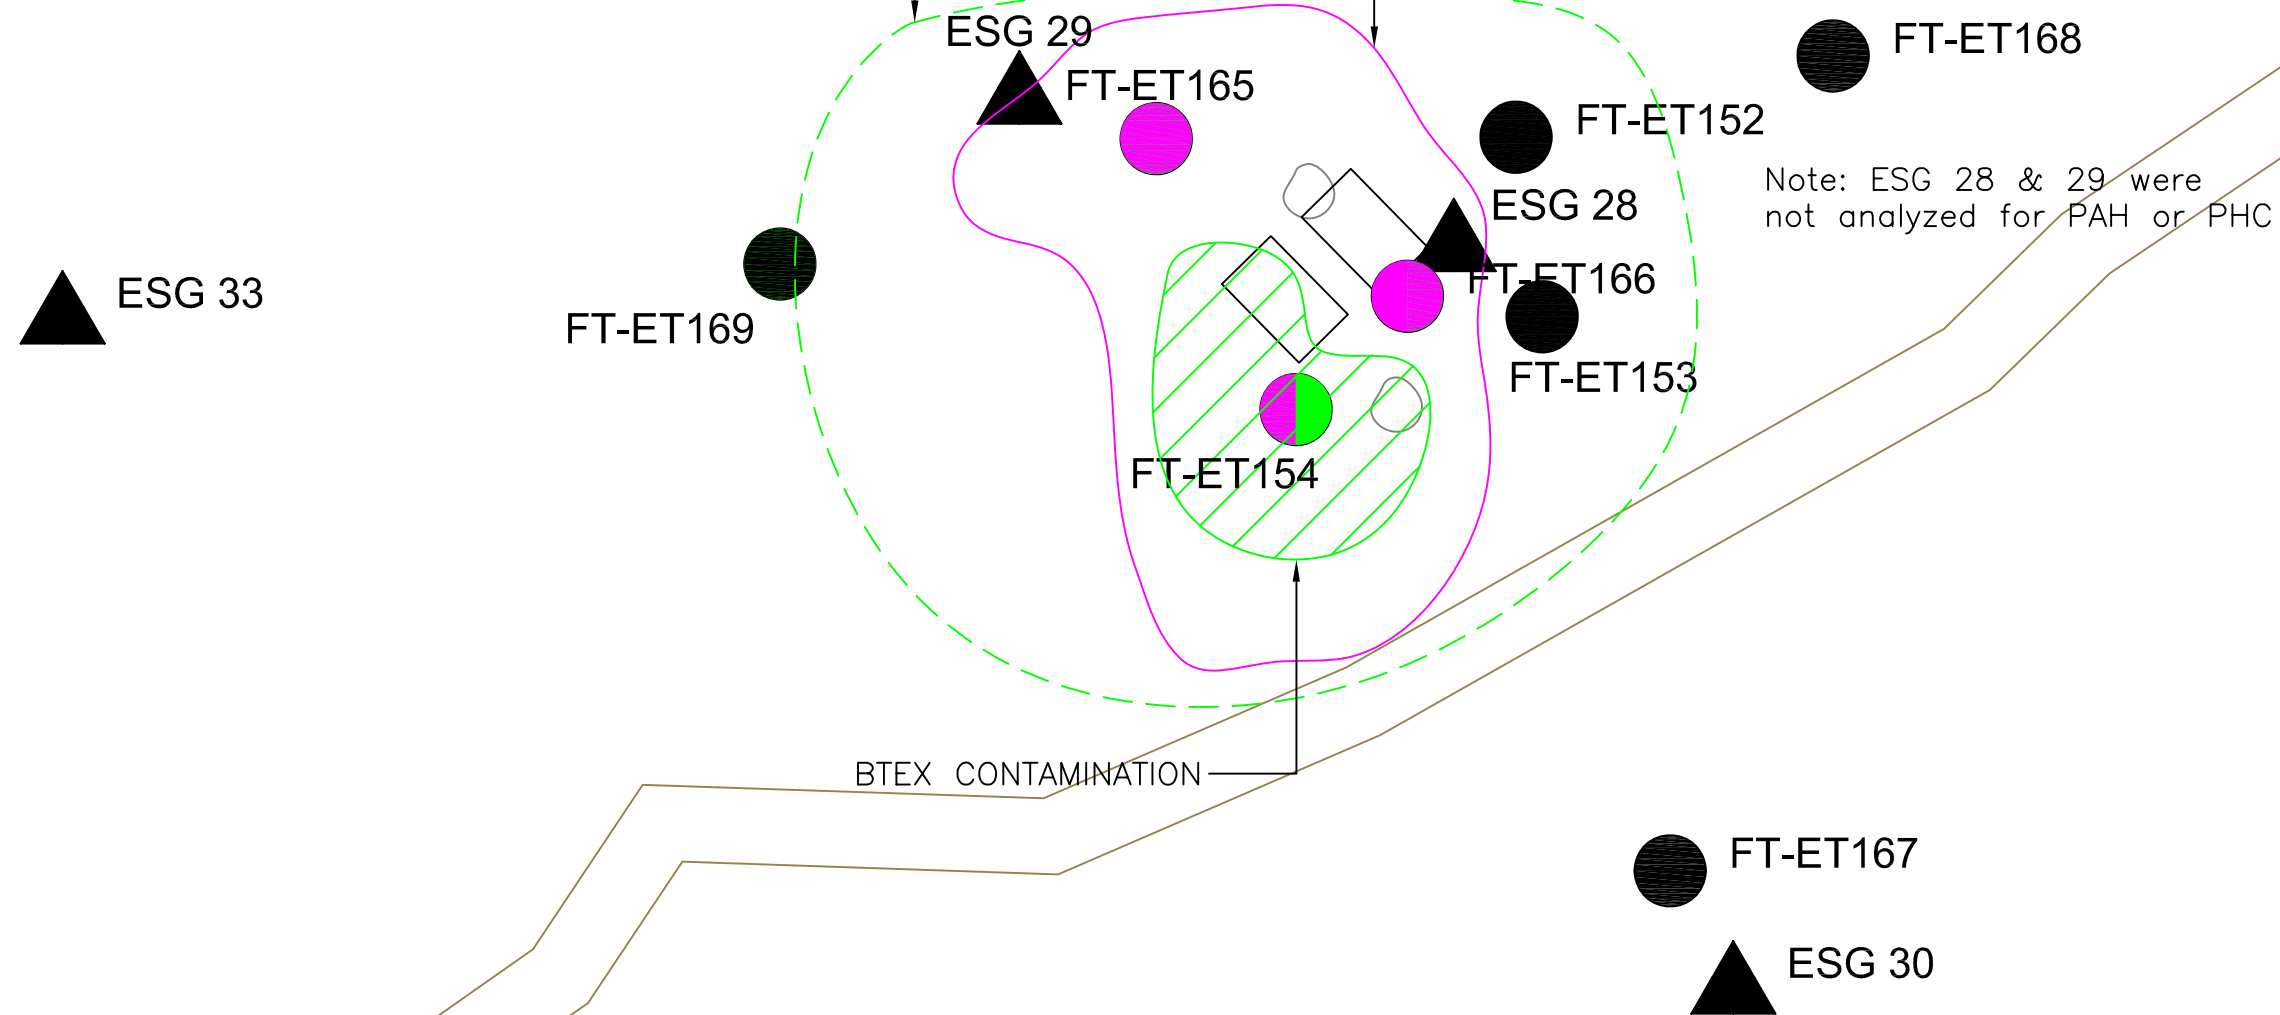 ESG 29
FT-ET168
FT-ET165
FT-ET152
Note: ESG 28 & 29 were
not analyzed for PAH or PHC
ESG 28
FT-ET166
ESG 33
FT-ET169
FT-ET153
FT-ET154
BTEX CONTAMINATION
FT-ET167
ESG 30